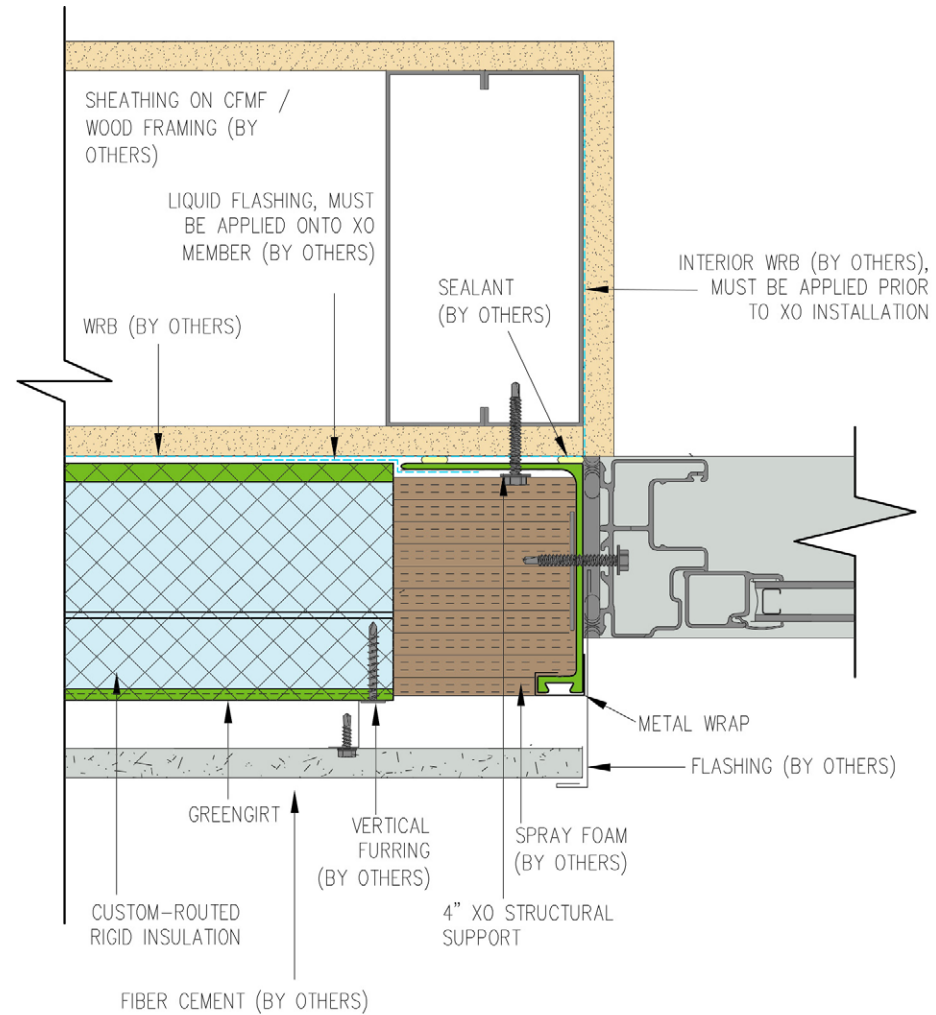 SHEATHING ON CFMF /
WOOD FRAMING (BY
OTHERS)
LIQUID FLASHING, MUST
BE APPLIED ONTO XO
MEMBER (BY OTHERS)
WRB (BY OTHERS)
SEALANT
(BY OTHERS)
INTERIOR WRB (BY OTHERS),
MUST BE APPLIED PRIOR
TO XO INSTALLATION
METAL WRAP
FLASHING (BY OTHERS)
GREENGIRT
VERTICAL
FURRING
(BY OTHERS)
SPRAY FOAM
(BY OTHERS)
CUSTOM-ROUTED
RIGID INSULATION
4" XO STRUCTURAL
SUPPORT
FIBER CEMENT (BY OTHERS)